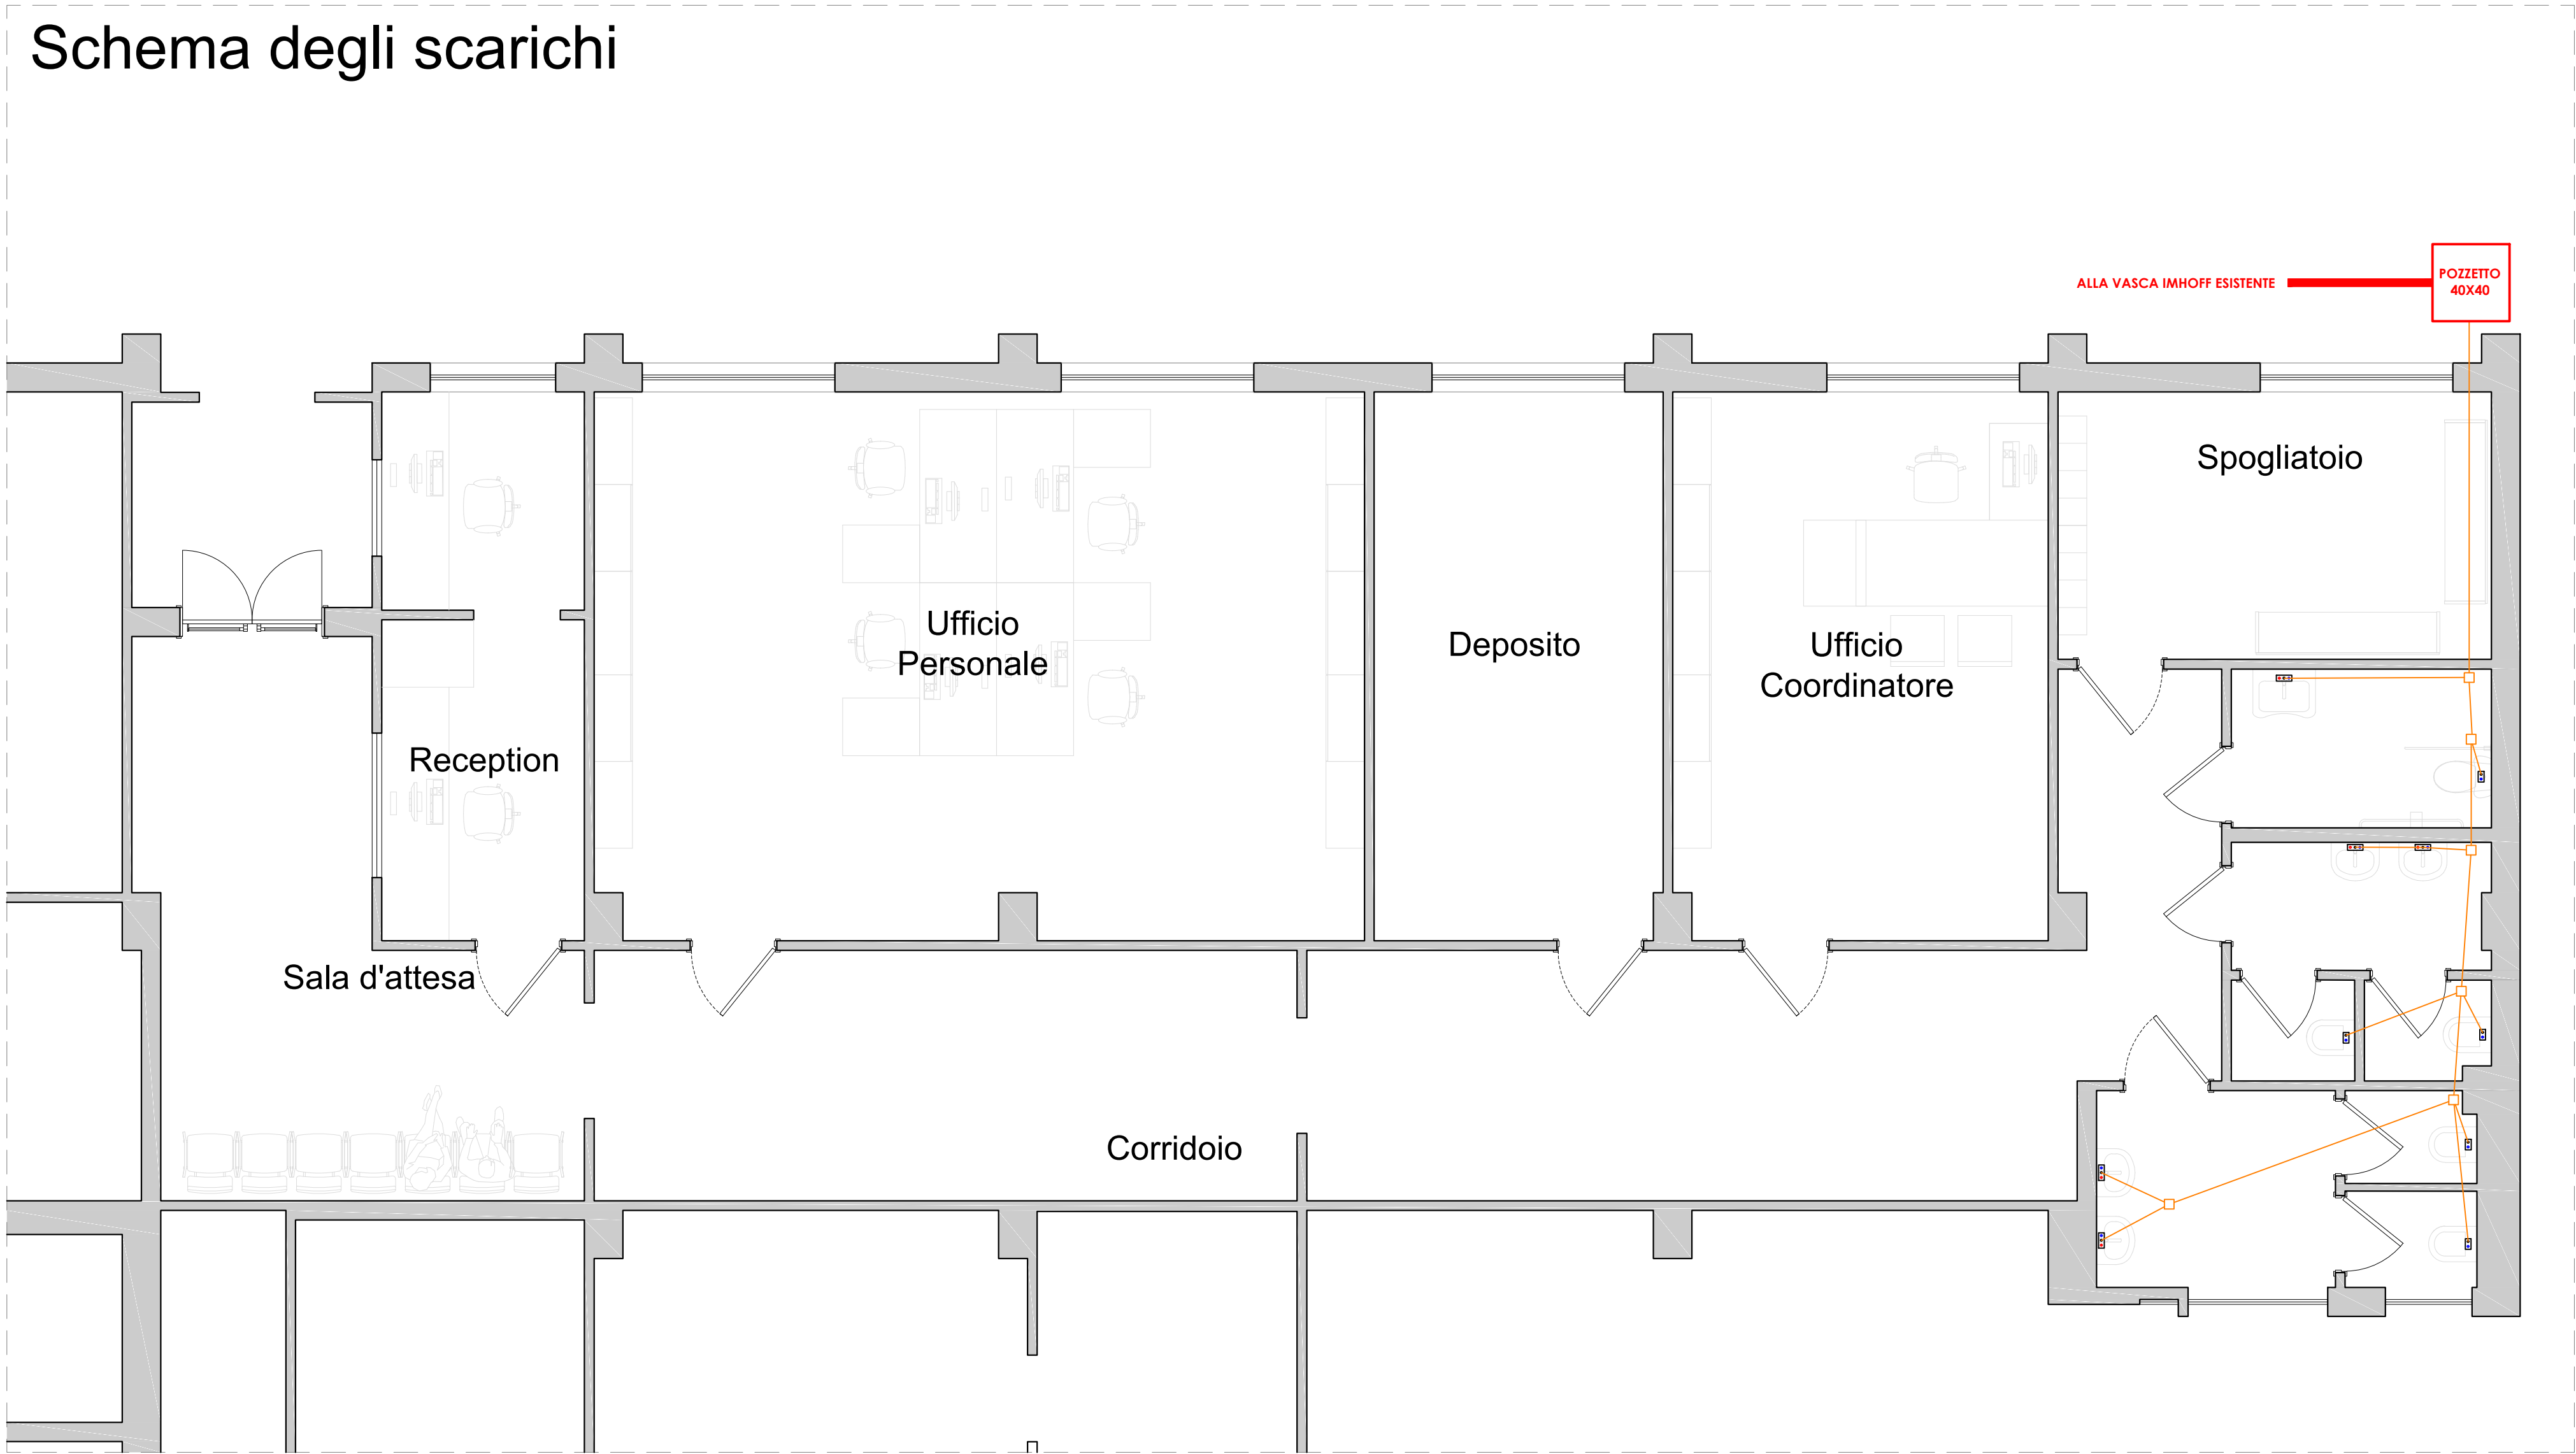 Schema degli scarichi
ALLA VASCA IMHOFF ESISTENTE
POZZETTO
40X40
Spogliatoio
Ufficio
Personale
Deposito
Ufficio
Coordinatore
Reception
Sala d'attesa
Corridoio